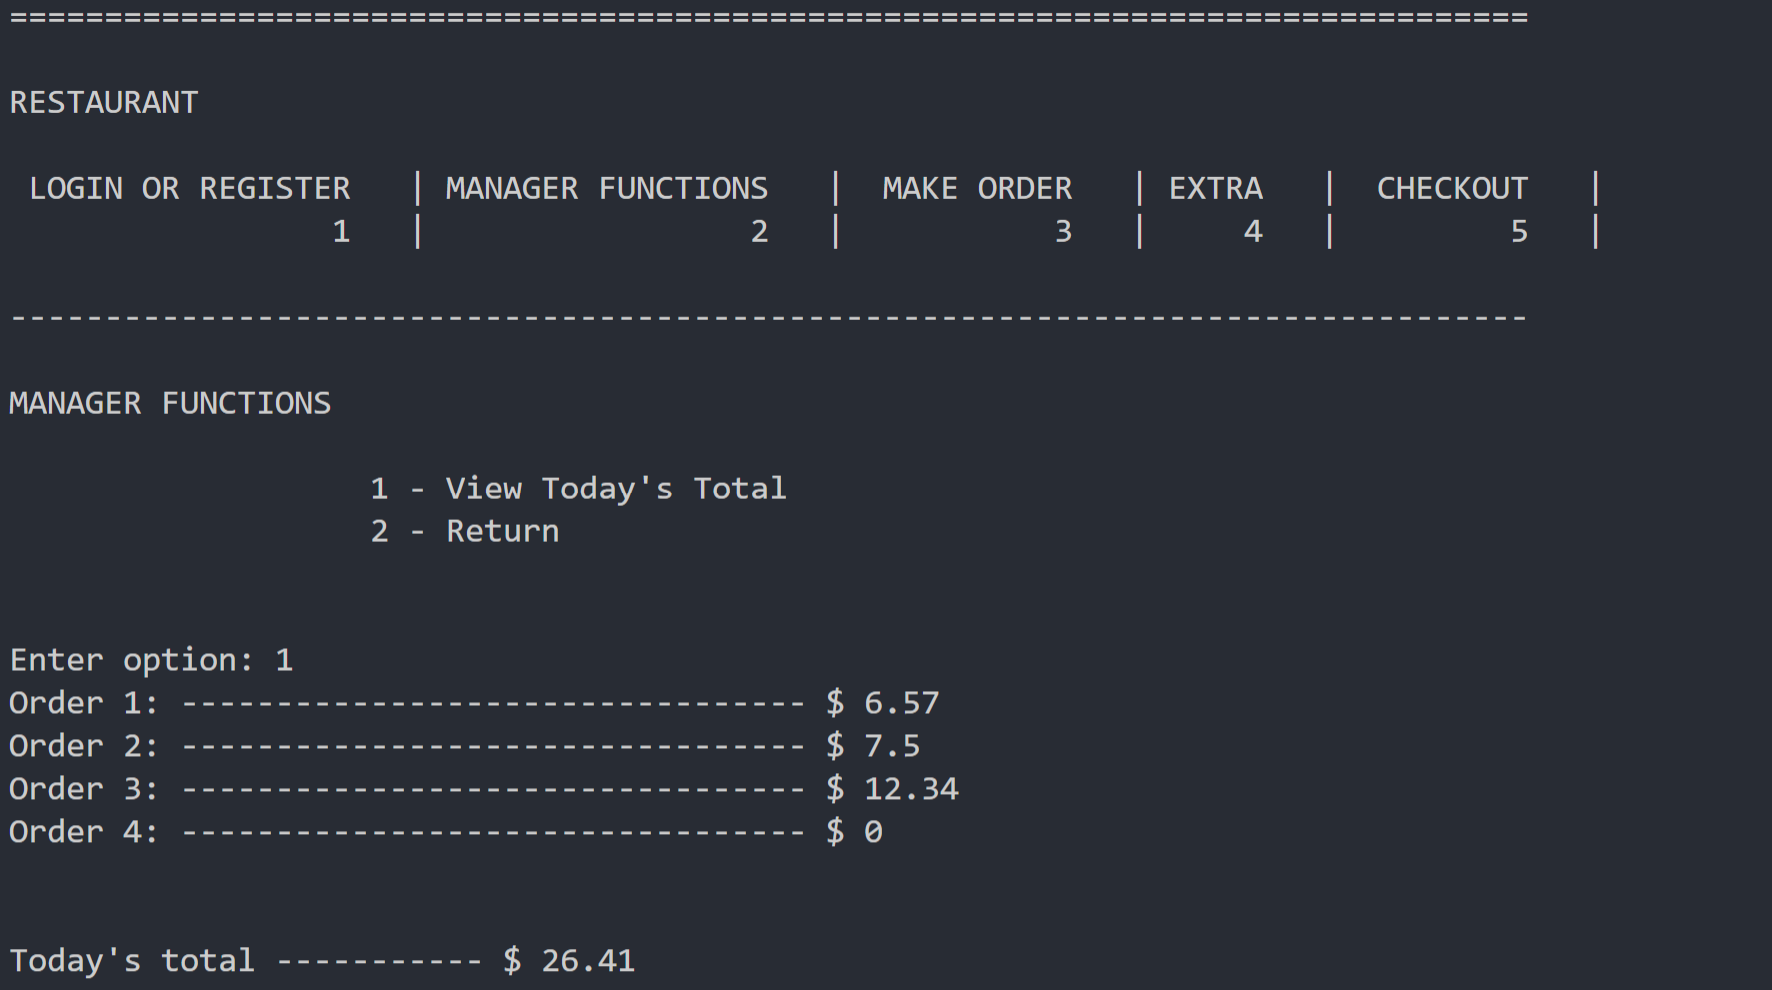 ================================================================================
RESTAURANT
LOGIN OR REGISTER | MANAGER FUNCTIONS | MAKE ORDER | EXTRA | CHECKOUT |
1 | 2 | 3 | 4 | 5 |
--------------------------------------------------------------------------------
MANAGER FUNCTIONS
1 - View Today's Total
2 - Return
Enter option: 1
Order 1: --------------------------------- $ 6.57
Order 2: --------------------------------- $ 7.5
Order 3: --------------------------------- $ 12.34
Order 4: --------------------------------- $ 0
Today's total ----------- $ 26.41